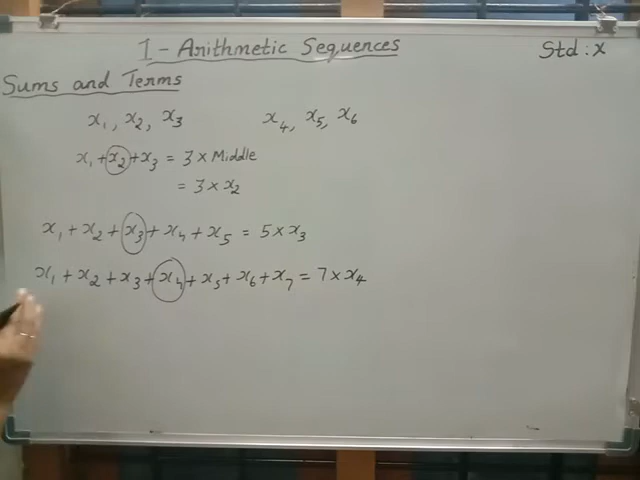 I - Arithmetic Sequences
Std : X
Sums and Terms
x₁, x₂, x₃ x₄, x₅, x₆
x₁ + x₂ + x₃ = 3 × Middle
= 3 × x₂
x₁ + x₂ + x₃ + x₄ + x₅ = 5 × x₃
x₁ + x₂ + x₃ + x₄ + x₅ + x₆ + x₇ = 7 × x₄